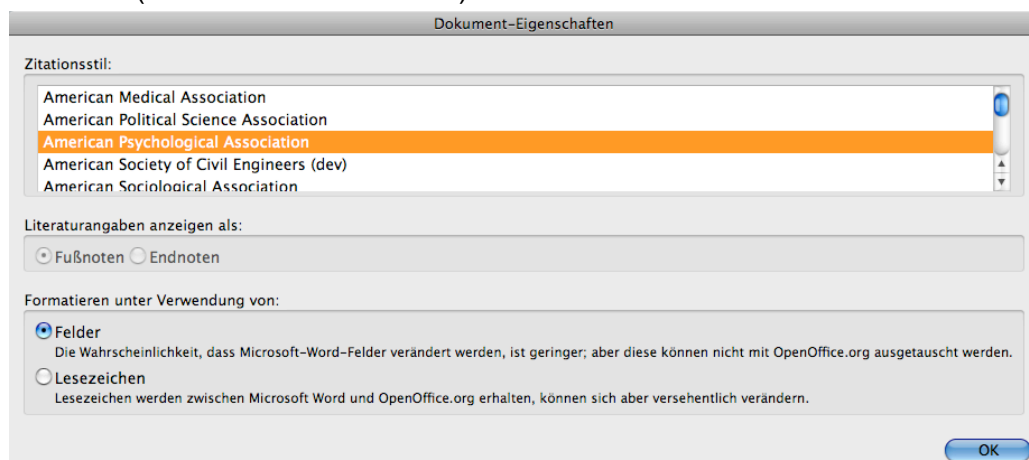 Dokument-Eigenschaften
Zitationsstil:
American Medical Association
American Political Science Association
American Psychological Association
American Society of Civil Engineers (dev)
American Sociological Association
Literaturangaben anzeigen als:
Fußnoten Endnoten
Formatieren unter Verwendung von:
Felder
Die Wahrscheinlichkeit, dass Microsoft-Word-Felder verändert werden, ist geringer; aber diese können nicht mit OpenOffice.org ausgetauscht werden.
Lesezeichen
Lesezeichen werden zwischen Microsoft Word und OpenOffice.org erhalten, können sich aber versehentlich verändern.
OK